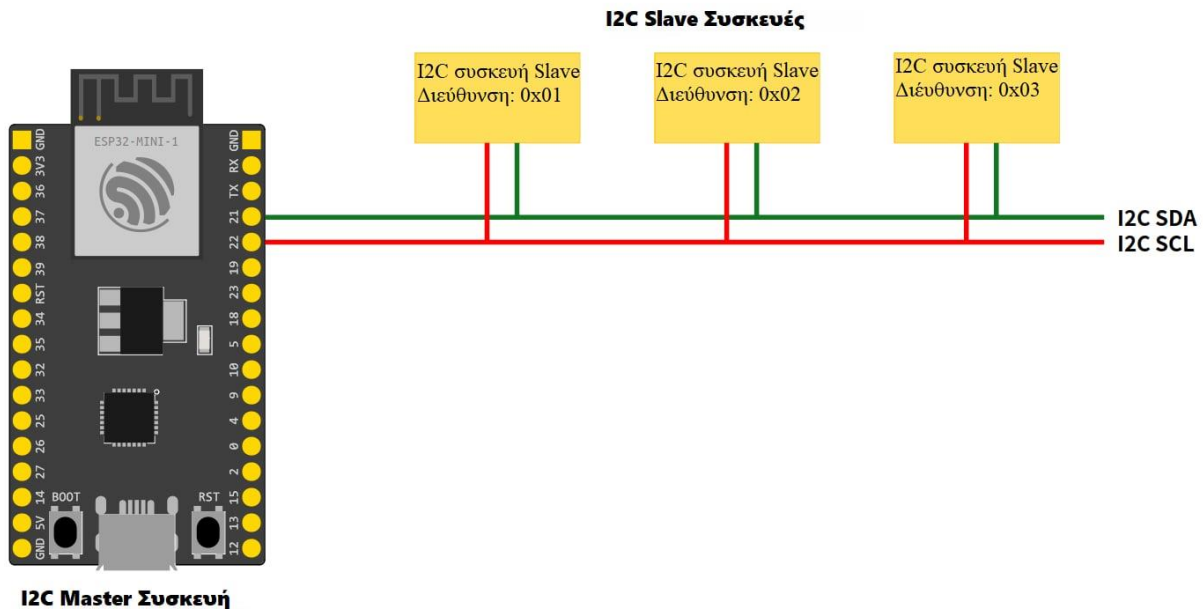 I2C Slave Συσκευές
I2C συσκευή Slave
Διεύθυνση: 0x01
I2C συσκευή Slave
Διεύθυνση: 0x02
I2C συσκευή Slave
Διέυθυνση: 0x03
ESP32-MINI-1
GND
3V3
36
37
38
39
RST
34
35
32
33
25
26
27
14
5V
GND
GND
RX
TX
21
22
19
23
18
5
10
9
4
0
2
15
13
12
BOOT
RST
I2C SDA
I2C SCL
I2C Master Συσκευή